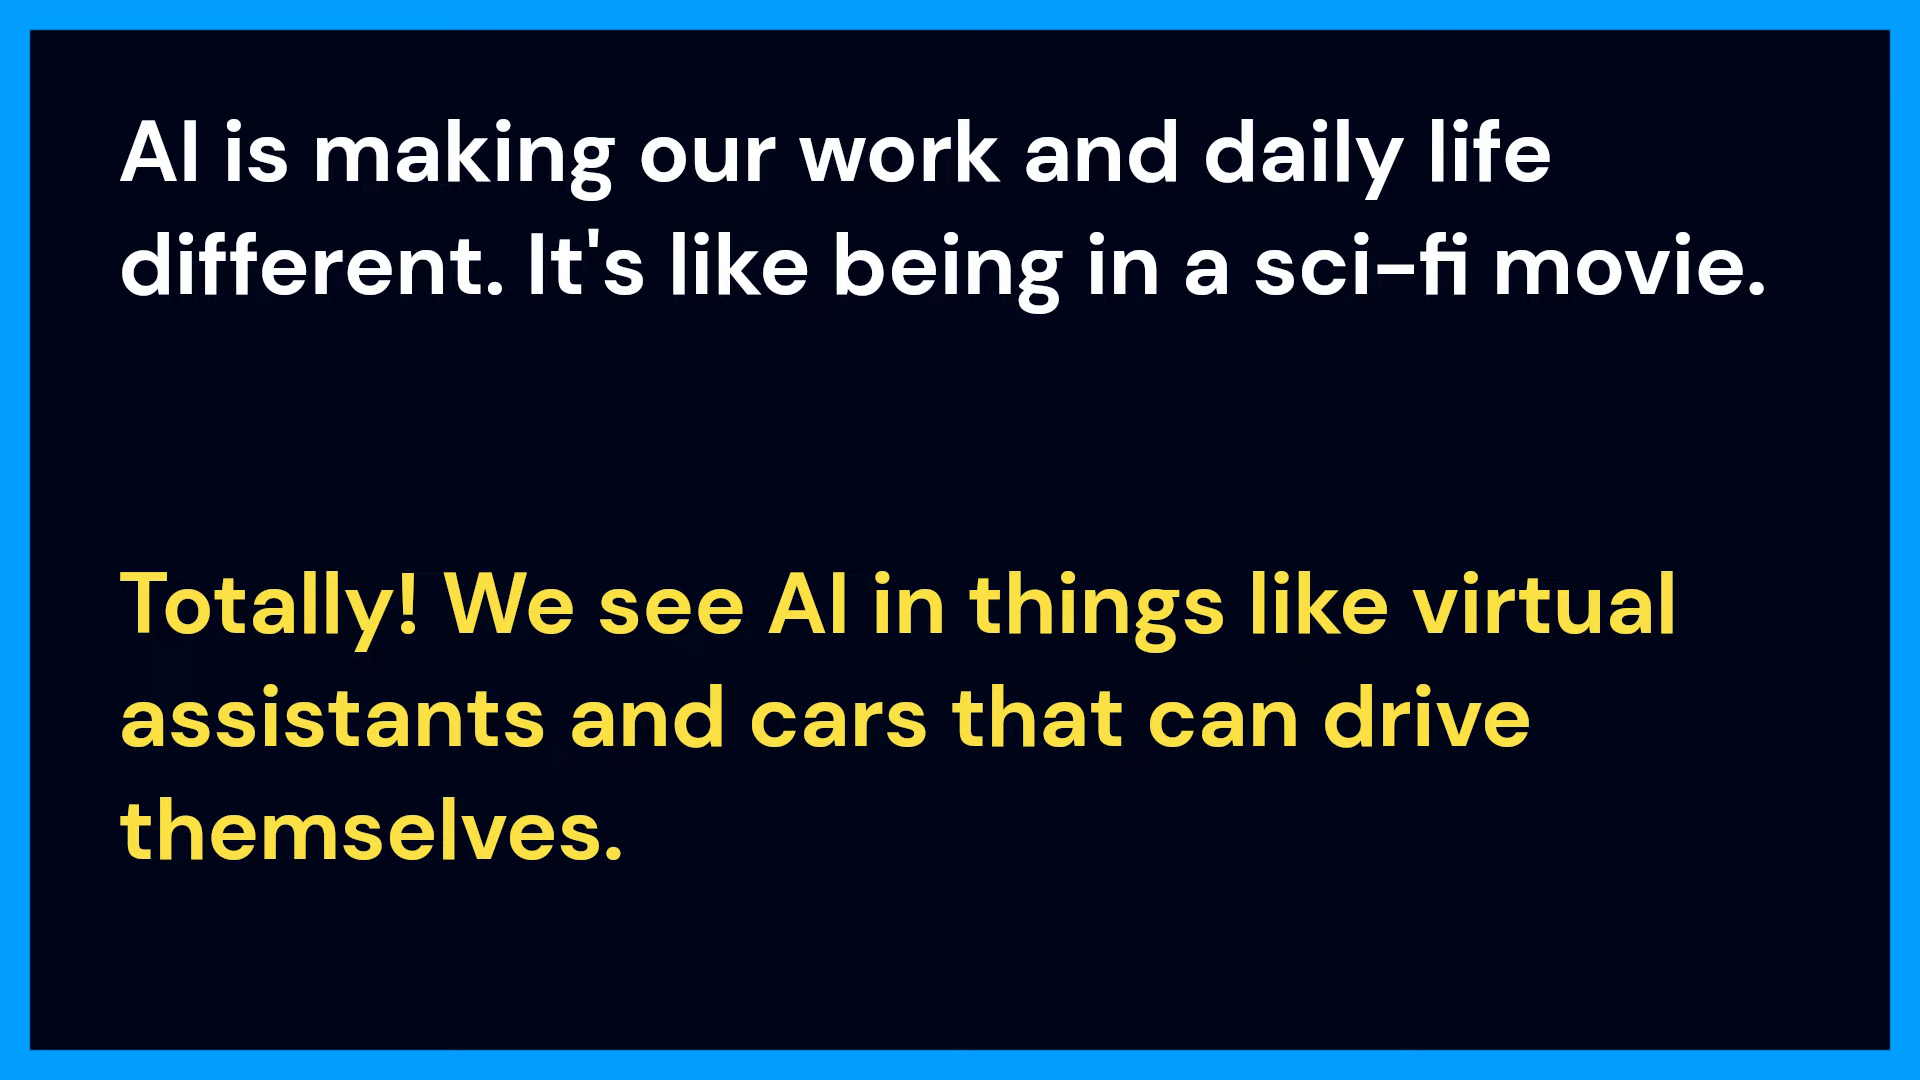 AI is making our work and daily life
different. It's like being in a sci-fi movie.
Totally! We see AI in things like virtual
assistants and cars that can drive
themselves.